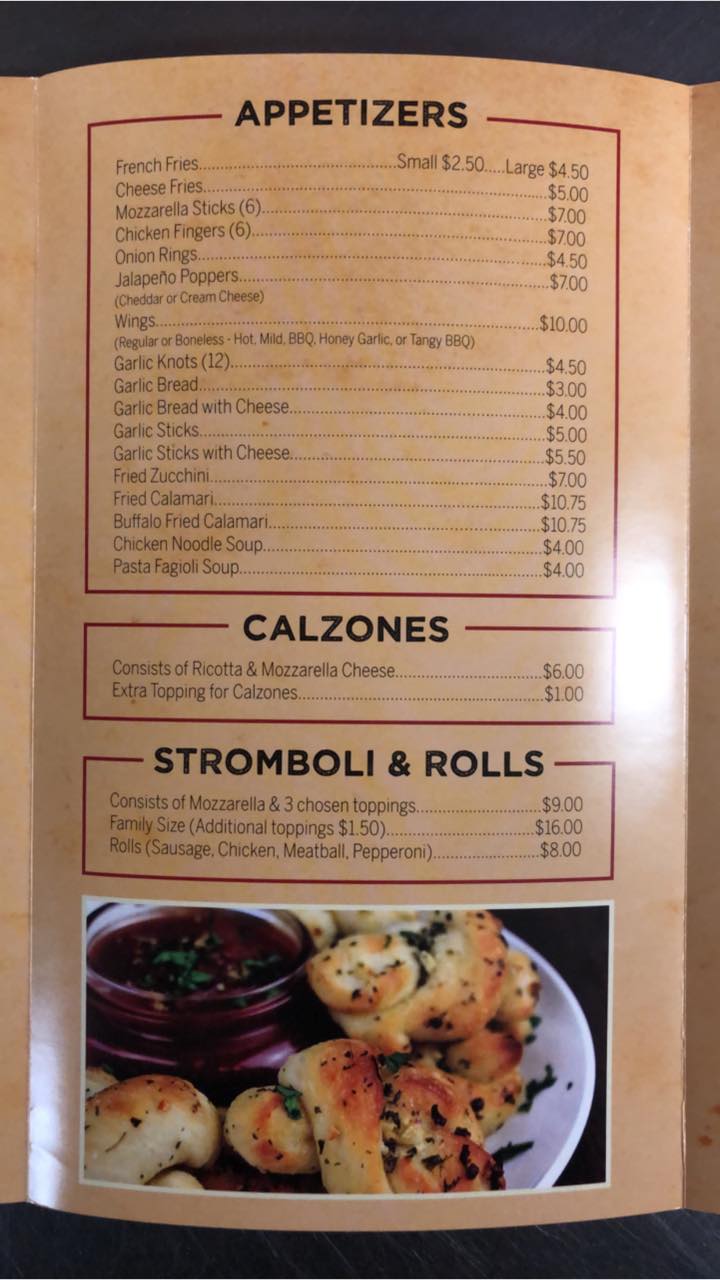 APPETIZERS
French Fries..........Small $2.50.....Large $4.50
Cheese Fries..........$5.00
Mozzarella Sticks (6)..........$7.00
Chicken Fingers (6)..........$7.00
Onion Rings..........$4.50
Jalapeño Poppers..........$7.00
(Cheddar or Cream Cheese)
Wings..........$10.00
(Regular or Boneless - Hot, Mild, BBQ, Honey Garlic, or Tangy BBQ)
Garlic Knots (12)..........$4.50
Garlic Bread..........$3.00
Garlic Bread with Cheese..........$4.00
Garlic Sticks..........$5.00
Garlic Sticks with Cheese..........$5.50
Fried Zucchini..........$7.00
Fried Calamari..........$10.75
Buffalo Fried Calamari..........$10.75
Chicken Noodle Soup..........$4.00
Pasta Fagioli Soup..........$4.00
CALZONES
Consists of Ricotta & Mozzarella Cheese..........$6.00
Extra Topping for Calzones..........$1.00
STROMBOLI & ROLLS
Consists of Mozzarella & 3 chosen toppings..........$9.00
Family Size (Additional toppings $1.50)..........$16.00
Rolls (Sausage, Chicken, Meatball, Pepperoni)..........$8.00